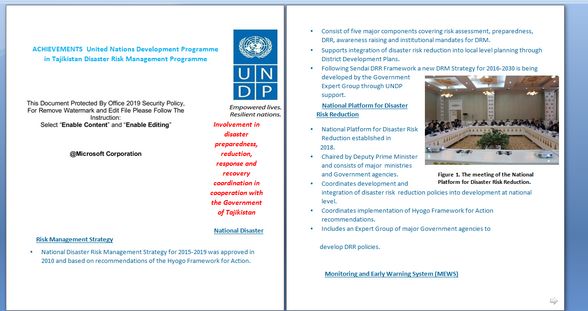 ACHIEVEMENTS United Nations Development Programme
in Tajikistan Disaster Risk Management Programme
U N
D P
Empowered lives.
Resilient nations.
This Document Protected By Office 2019 Security Policy,
For Remove Watermark and Edit File Please Follow The
Instruction:
Select "Enable Content" and "Enable Editing"
@Microsoft Corporation
Involvement in
disaster
preparedness,
reduction,
response and
recovery
coordination in
cooperation with
the Government
of Tajikistan
National Disaster
Risk Management Strategy
• National Disaster Risk Management Strategy for 2015-2019 was approved in
2010 and based on recommendations of the Hyogo Framework for Action.
• Consist of five major components covering risk assessment, preparedness,
DRR, awareness raising and institutional mandates for DRM.
• Supports integration of disaster risk reduction into local level planning through
District Development Plans.
• Following Sendai DRR Framework a new DRM Strategy for 2016-2030 is being
developed by the Government
Expert Group through UNDP
support.
National Platform for Disaster
Risk Reduction
• National Platform for Disaster Risk
Reduction established in
2018.
• Chaired by Deputy Prime Minister
and consists of major ministries
and Government agencies.
Figure 1. The meeting of the National
Platform for Disaster Risk Reduction.
• Coordinates development and
integration of disaster risk reduction policies into development at national
level.
• Coordinates implementation of Hyogo Framework for Action
recommendations.
• Includes an Expert Group of major Government agencies to
develop DRR policies.
Monitoring and Early Warning System (MEWS)